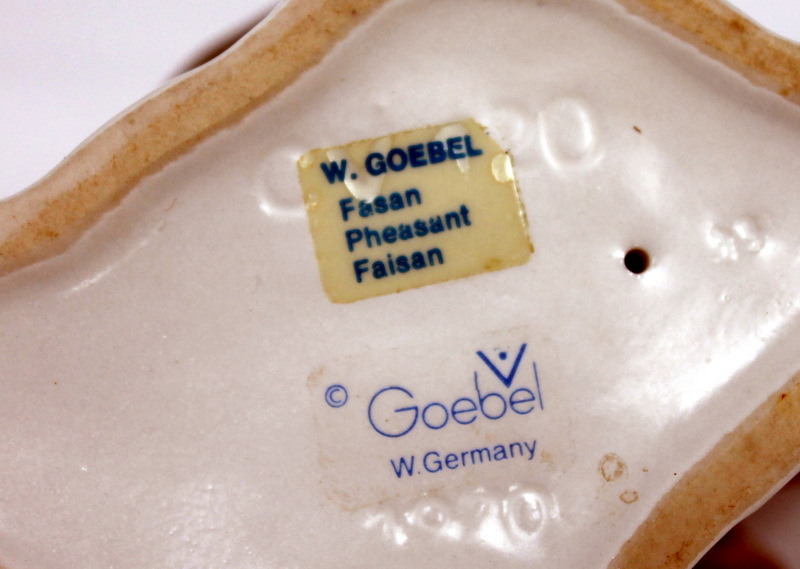 W. GOEBEL
Fasan
Pheasant
Faisan
© Goebel
W.Germany